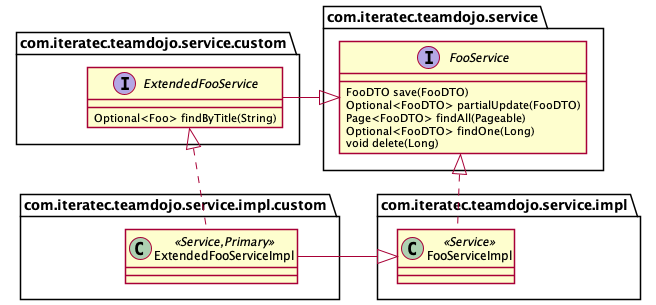 com.iteratec.teamdojo.service.custom
I ExtendedFooService
Optional<Foo> findByTitle(String)
com.iteratec.teamdojo.service
I FooService
FooDTO save(FooDTO)
Optional<FooDTO> partialUpdate(FooDTO)
Page<FooDTO> findAll(Pageable)
Optional<FooDTO> findOne(Long)
void delete(Long)
com.iteratec.teamdojo.service.impl.custom
C «Service,Primary»
ExtendedFooServiceImpl
com.iteratec.teamdojo.service.impl
C «Service»
FooServiceImpl